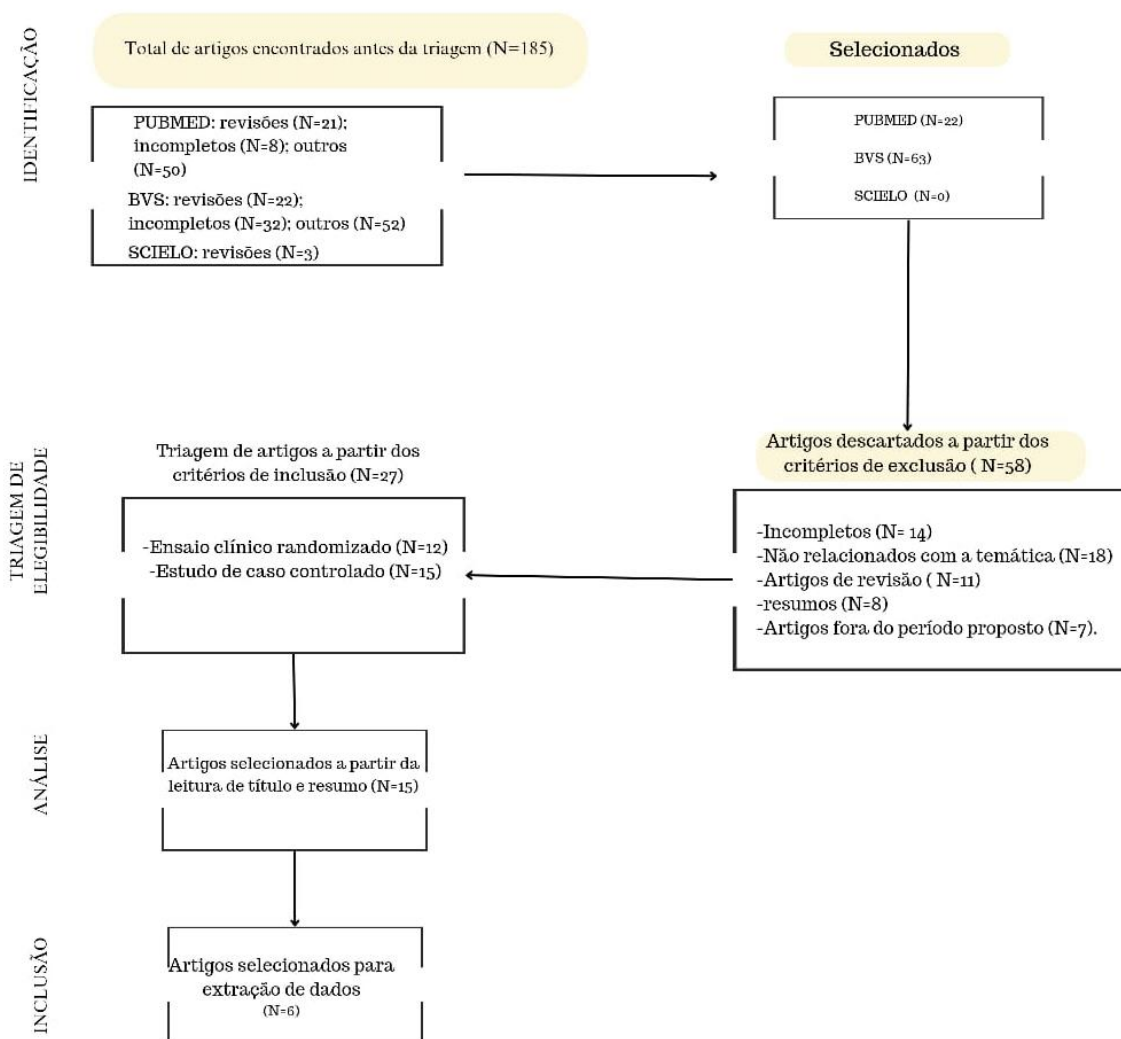 IDENTIFICAÇÃO
Total de artigos encontrados antes da triagem (N=185)
PUBMED: revisões (N=21);
incompletos (N=8); outros
(N=50)
BVS: revisões (N=22);
incompletos (N=32); outros (N=52)
SCIELO: revisões (N=3)
Selecionados
PUBMED (N=22)
BVS (N=63)
SCIELO (N=0)
TRIAGEM DE
ELEGIBILIDADE
Artigos descartados a partir dos
critérios de exclusão ( N=58)
-Incompletos (N= 14)
-Não relacionados com a temática (N=18)
-Artigos de revisão ( N=11)
-resumos (N=8)
-Artigos fora do período proposto (N=7).
Triagem de artigos a partir dos
critérios de inclusão (N=27)
-Ensaio clínico randomizado (N=12)
-Estudo de caso controlado (N=15)
ANÁLISE
Artigos selecionados a partir da
leitura de título e resumo (N=15)
INCLUSÃO
Artigos selecionados para
extração de dados
(N=6)